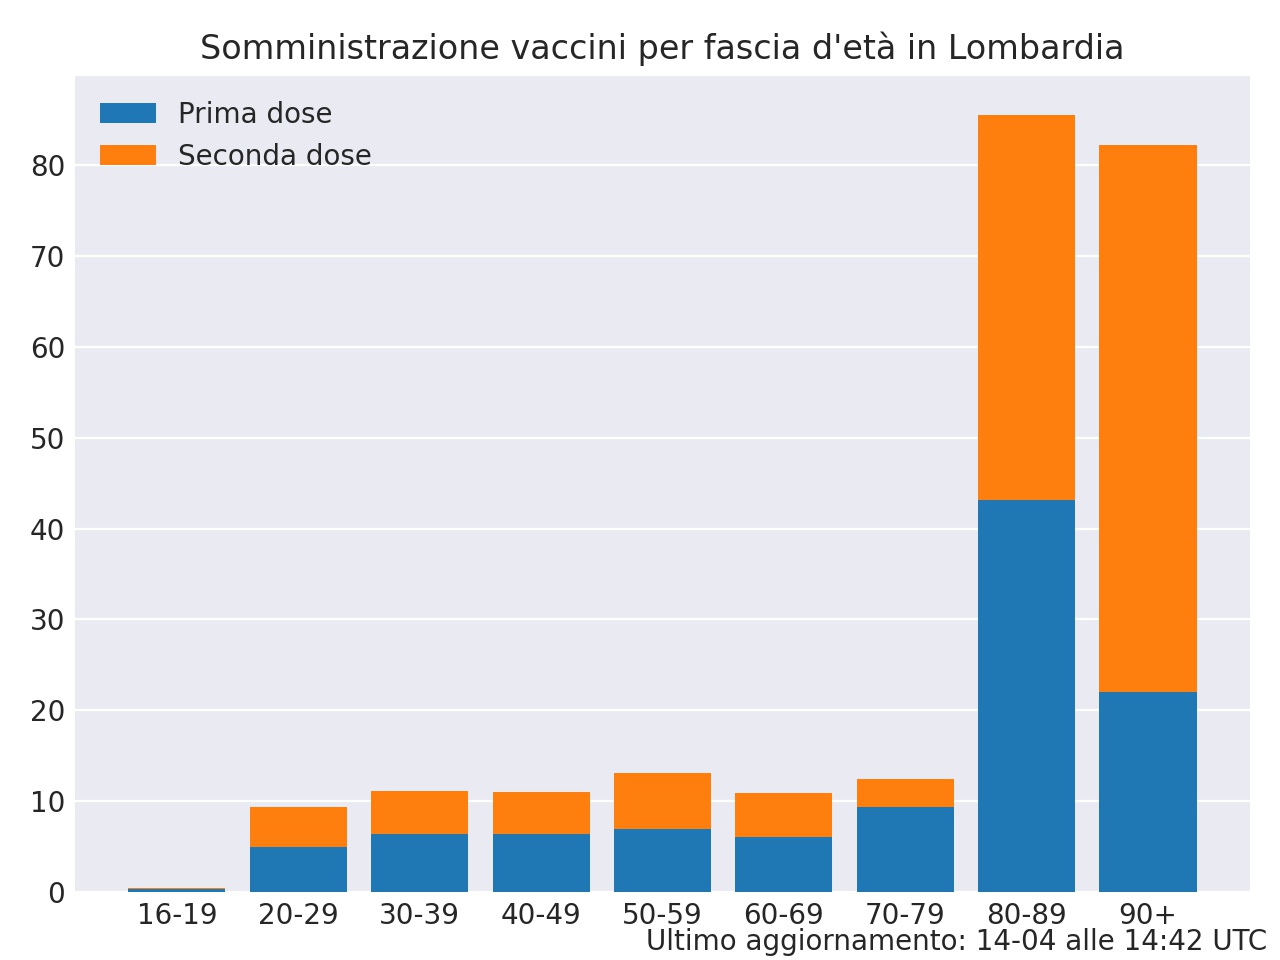 Somministrazione vaccini per fascia d'età in Lombardia
Prima dose
Seconda dose
80
70
60
50
40
30
20
10
0
16-19 20-29 30-39 40-49 50-59 60-69 70-79 80-89 90+
Ultimo aggiornamento: 14-04 alle 14:42 UTC